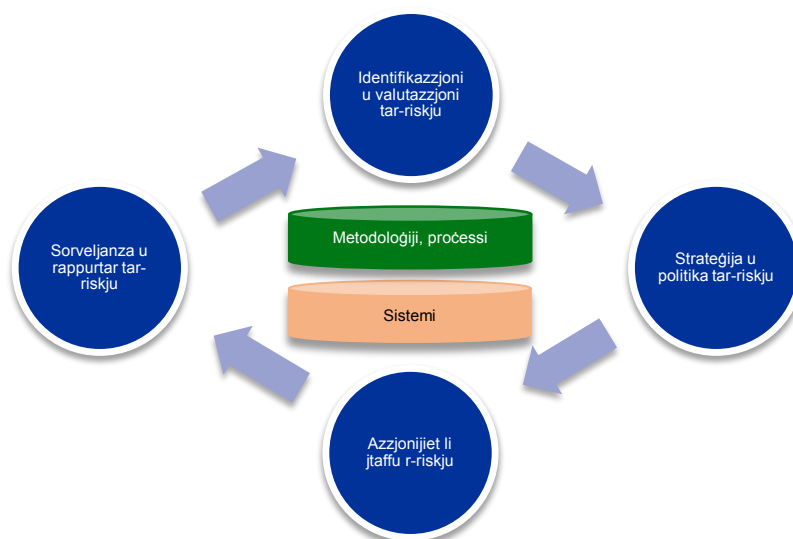 Identifikazzjoni
u valutazzjoni
tar-riskju
Metodoloġiji, proċessi
Sorveljanza u
rappurtar tar-
riskju
Strateġija u
politika tar-riskju
Sistemi
Azzjonijiet li
jtaffu r-riskju